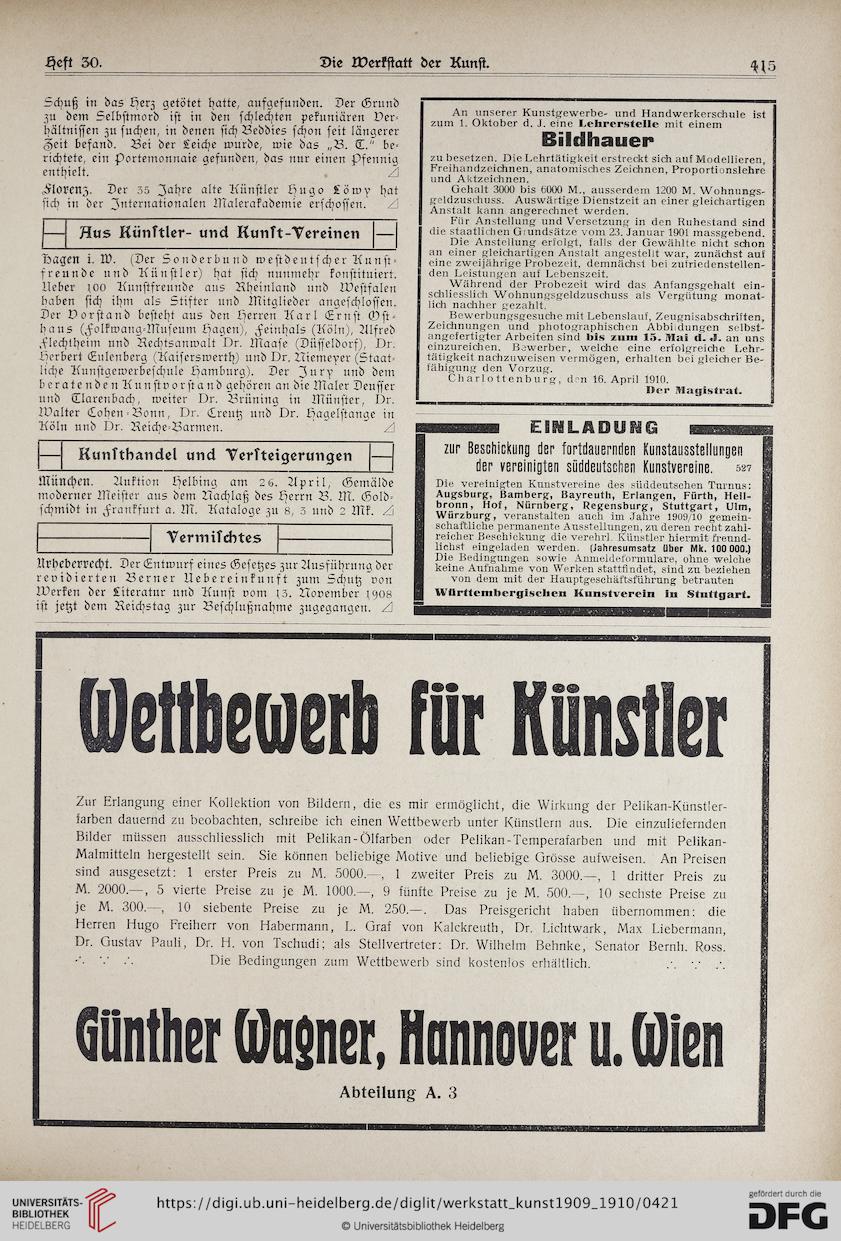 Heft 30.
Die Werkstatt der Kunst.
415
Schuß in das Herz getötet hatte, aufgefunden. Der Grund
zu dem Selbstmord ist in den schlechten pekuniären Ver-
hältnissen zu suchen, in denen sich Beddies schon seit längerer
Zeit befand. Bei der Leiche wurde, wie das „B. T." be-
richtete, ein Portemonnaie gefunden, das nur einen Pfennig
enthielt.
Florenz. Der 35 Jahre alte Künstler Hugo Löwy hat
sich in der Internationalen Malerakademie erschossen.
Aus Künstler- und Kunst-Vereinen
Hagen i. W. (Der Sonderbund westdeutscher Kunst-
freunde und Künstler) hat sich nunmehr konstituiert.
Ueber 100 Kunstfreunde aus Rheinland und Westfalen
haben sich ihm als Stifter und Mitglieder angeschlossen.
Der Vorstand besteht aus den Herren Karl Ernst Ost-
haus (Folkwang-Museum Hagen), Feinhals (Köln), Alfred
Flechtheim und Rechtsanwalt Dr. Maase (Düsseldorf), Dr.
Herbert Eulenberg (Kaiserswerth) und Dr. Niemeyer (Staat-
liche Kunstgewerbeschule Hamburg). Der Jury und dem
beratenden Kunstvorstand gehören an die Maler Deusser
und Clarenbach, weiter Dr. Brüning in Münster, Dr.
Walter Cohen-Bonn, Dr. Creutz und Dr. Hagelstange in
Köln und Dr. Reiche-Barmen.
Kunsthandel und Versteigerungen
München. Auktion Helbing am 26. April, Gemälde
moderner Meister aus dem Nachlaß des Herrn B. M. Gold-
schmidt in Frankfurt a. M. Kataloge zu 8, 3 und 2 Mk.
Vermischtes
Urheberrecht. Der Entwurf eines Gesetzes zur Ausführung der
revidierten Berner Uebereinkunft zum Schutz von
Werken der Literatur und Kunst vom 13. November 1908
ist jetzt dem Reichstag zur Beschlußnahme zugegangen.
An unserer Kunstgewerbe- und Handwerkerschule ist
zum 1. Oktober d. J. eine Lehrerstelle mit einem
Bildhauer
zu besetzen. Die Lehrtätigkeit erstreckt sich auf Modellieren,
Freihandzeichnen, anatomisches Zeichnen, Proportionslehre
und Aktzeichnen.
Gehalt 3000 bis 6000 M., ausserdem 1200 M. Wohnungs-
geldzuschuss. Auswärtige Dienstzeit an einer gleichartigen
Anstalt kann angerechnet werden.
Für Anstellung und Versetzung in den Ruhestand sind
die staatlichen Grundsätze vom 23. Januar 1901 massgebend.
Die Anstellung erfolgt, falls der Gewählte nicht schon
an einer gleichartigen Anstalt angestellt war, zunächst auf
eine zweijährige Probezeit, demnächst bei zufriedenstellen-
den Leistungen auf Lebenszeit.
Während der Probezeit wird das Anfangsgehalt ein-
schliesslich Wohnungsgeldzuschuss als Vergütung monat-
lich nachher gezahlt.
Bewerbungsgesuche mit Lebenslauf, Zeugnisabschriften,
Zeichnungen und photographischen Abbildungen selbst-
angefertigter Arbeiten sind bis zum 15. Mai d. J. an uns
einzureichen. Bewerber, welche eine erfolgreiche Lehr-
tätigkeit nachzuweisen vermögen, erhalten bei gleicher Be-
fähigung den Vorzug.
Charlottenburg, den 16. April 1910.
Der Magistrat.
EINLADUNG
zur Beschickung der fortdauernden Kunstausstellungen
der vereinigten süddeutschen Kunstvereine. 527
Die vereinigten Kunstvereine des süddeutschen Turnus:
Augsburg, Bamberg, Bayreuth, Erlangen, Fürth, Heil-
bronn, Hof, Nürnberg, Regensburg, Stuttgart, Ulm,
Würzburg, veranstalten auch im Jahre 1909/10 gemein-
schaftliche permanente Ausstellungen, zu deren recht zahl-
reicher Beschickung die verehrl. Künstler hiermit freund-
lichst eingeladen werden. (Jahresumsatz über Mk. 100 000.)
Die Bedingungen sowie Anmeldeformulare, ohne welche
keine Aufnahme von Werken stattfindet, sind zu beziehen
von dem mit der Hauptgeschäftsführung betrauten
Württembergischen Kunstverein in Stuttgart.
Wettbewerb für Künstler
Zur Erlangung einer Kollektion von Bildern, die es mir ermöglicht, die Wirkung der Pelikan-Künstler-
farben dauernd zu beobachten, schreibe ich einen Wettbewerb unter Künstlern aus. Die einzuliefernden
Bilder müssen ausschliesslich mit Pelikan-Ölfarben oder Pelikan-Temperafarben und mit Pelikan-
Malmitteln hergestellt sein. Sie können beliebige Motive und beliebige Grösse aufweisen. An Preisen
sind ausgesetzt: 1 erster Preis zu M. 5000.—, 1 zweiter Preis zu M. 3000.—, 1 dritter Preis zu
M. 2000.—, 5 vierte Preise zu je M. 1000.—, 9 fünfte Preise zu je M. 500.—, 10 sechste Preise zu
je M. 300.—, 10 siebente Preise zu je M. 250.—. Das Preisgericht haben übernommen: die
Herren Hugo Freiherr von Habermann, L. Graf von Kalckreuth, Dr. Lichtwark, Max Liebermann,
Dr. Gustav Pauli, Dr. H. von Tschudi; als Stellvertreter: Dr. Wilhelm Behnke, Senator Bernh. Ross.
Die Bedingungen zum Wettbewerb sind kostenlos erhältlich.
Günther Wagner, Hannover u. Wien
Abteilung A. 3
UNIVERSITÄTS-
BIBLIOTHEK
HEIDELBERG
https://digi.ub.uni-heidelberg.de/diglit/werkstatt_kunst1909_1910/0421
© Universitätsbibliothek Heidelberg
gefördert durch die
DFG